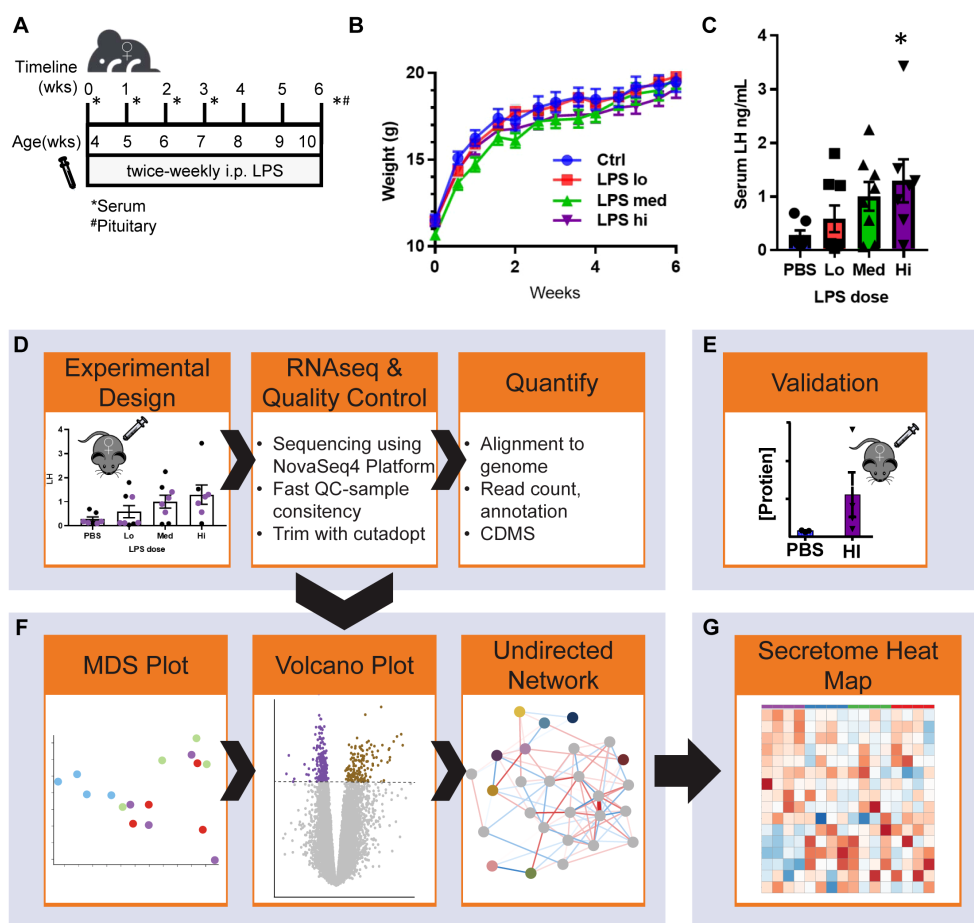 A
Timeline
(wks)
0 1 2 3 4 5 6
* * * * *#
Age(wks) 4 5 6 7 8 9 10
twice-weekly i.p. LPS
*Serum
#Pituitary
B
Weight (g)
20
15
10
0 2 4 6
Weeks
Ctrl
LPS lo
LPS med
LPS hi
C
Serum LH ng/mL
4
3
2
1
0
*
PBS Lo Med Hi
LPS dose
D
Experimental
Design
LH
4
3
2
1
0
PBS Lo Med Hi
LPS dose
RNAseq &
Quality Control
• Sequencing using
NovaSeq4 Platform
• Fast QC-sample
consitency
• Trim with cutadopt
Quantify
• Alignment to
genome
• Read count,
annotation
• CDMS
E
Validation
[Protien]
PBS HI
F
MDS Plot
Volcano Plot
Undirected
Network
G
Secretome Heat
Map